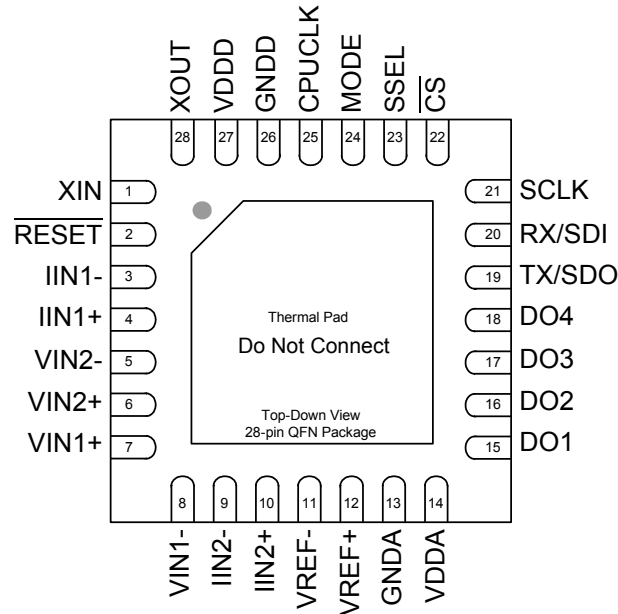 XOUT
VDDD
GNDD
CPUCLK
MODE
SSEL
CS
28
27
26
25
24
23
22
XIN 1
RESET 2
IIN1- 3
IIN1+ 4
VIN2- 5
VIN2+ 6
VIN1+ 7
21 SCLK
20 RX/SDI
19 TX/SDO
18 DO4
17 DO3
16 DO2
15 DO1
Thermal Pad
Do Not Connect
Top-Down View
28-pin QFN Package
8
9
10
11
12
13
14
VIN1-
IIN2-
IIN2+
VREF-
VREF+
GNDA
VDDA